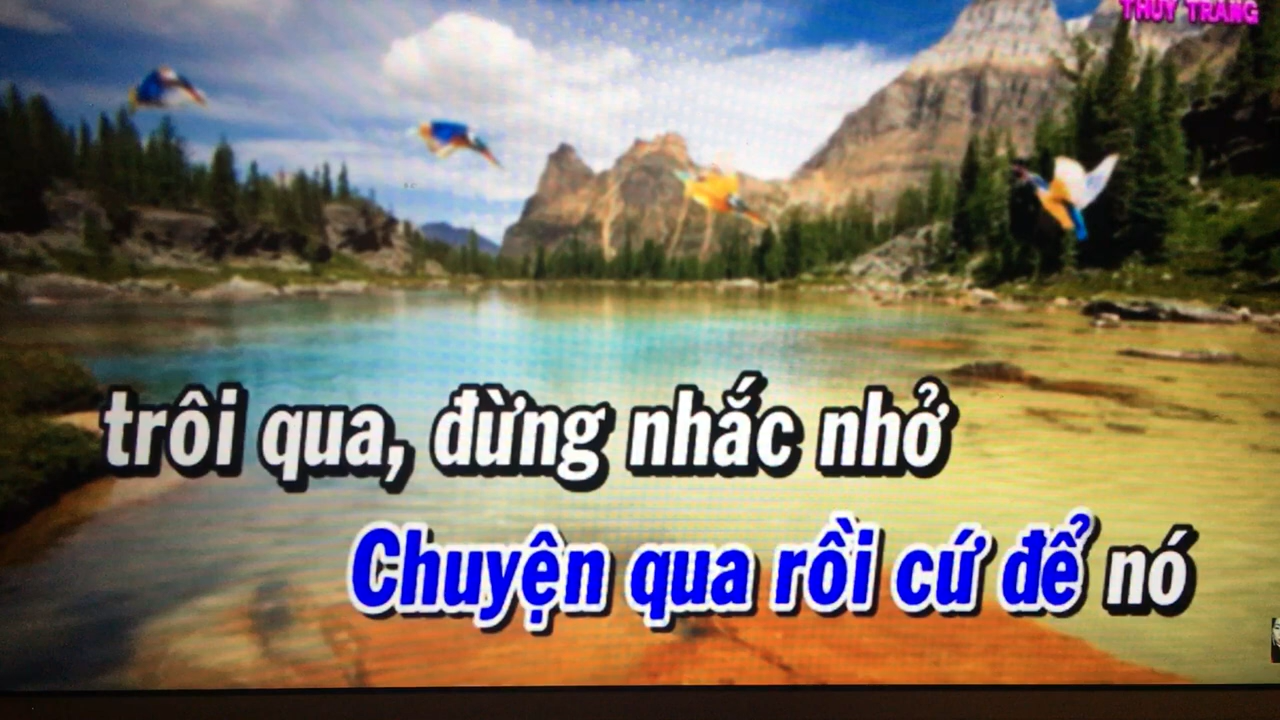 THUY TRANG
trôi qua, đừng nhắc nhở
Chuyện qua rồi cứ để nó